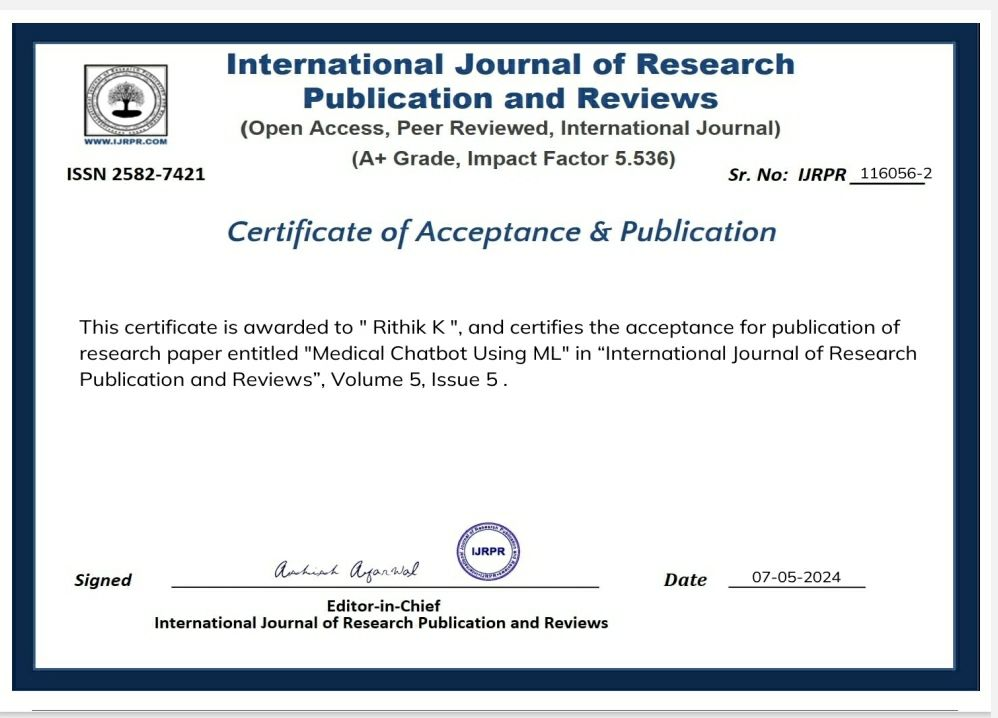 International Journal of Research
Publication and Reviews
(Open Access, Peer Reviewed, International Journal)
(A+ Grade, Impact Factor 5.536)
WWW.IJRPR.COM
ISSN 2582-7421
Sr. No: IJRPR 116056-2
Certificate of Acceptance & Publication
This certificate is awarded to " Rithik K ", and certifies the acceptance for publication of
research paper entitled "Medical Chatbot Using ML" in “International Journal of Research
Publication and Reviews”, Volume 5, Issue 5 .
IJRPR
Signed
Ashish Agarwal
Date 07-05-2024
Editor-in-Chief
International Journal of Research Publication and Reviews